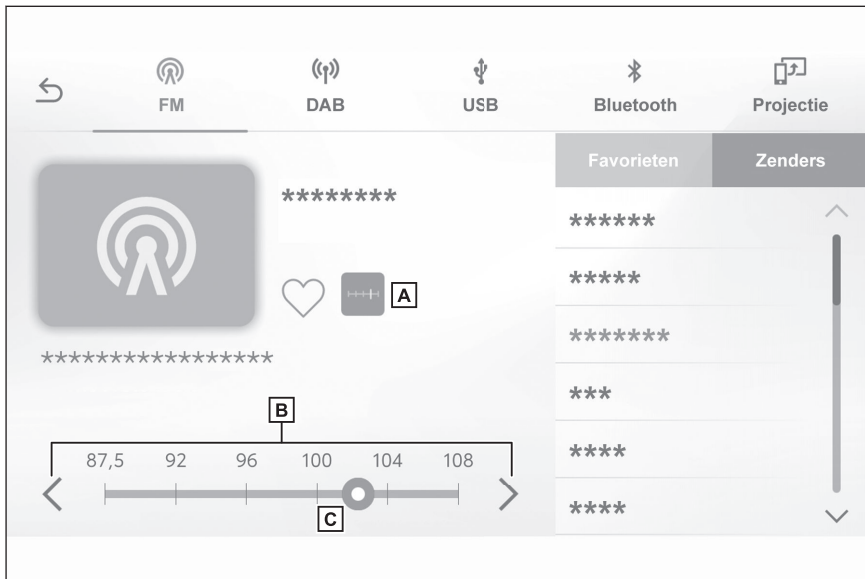 FM
DAB
USB
Bluetooth
Projectie
Favorieten
Zenders
********
A
*****************
******
*****
*******
***
****
****
B
87,5 92 96 100 104 108
C